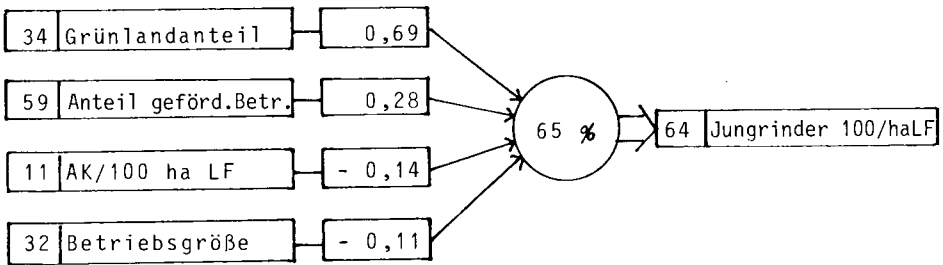 34 Grünlandanteil 0,69
59 Anteil geförd.Betr. 0,28
65 % 64 Jungrinder 100/haLF
11 AK/100 ha LF - 0,14
32 Betriebsgröße - 0,11